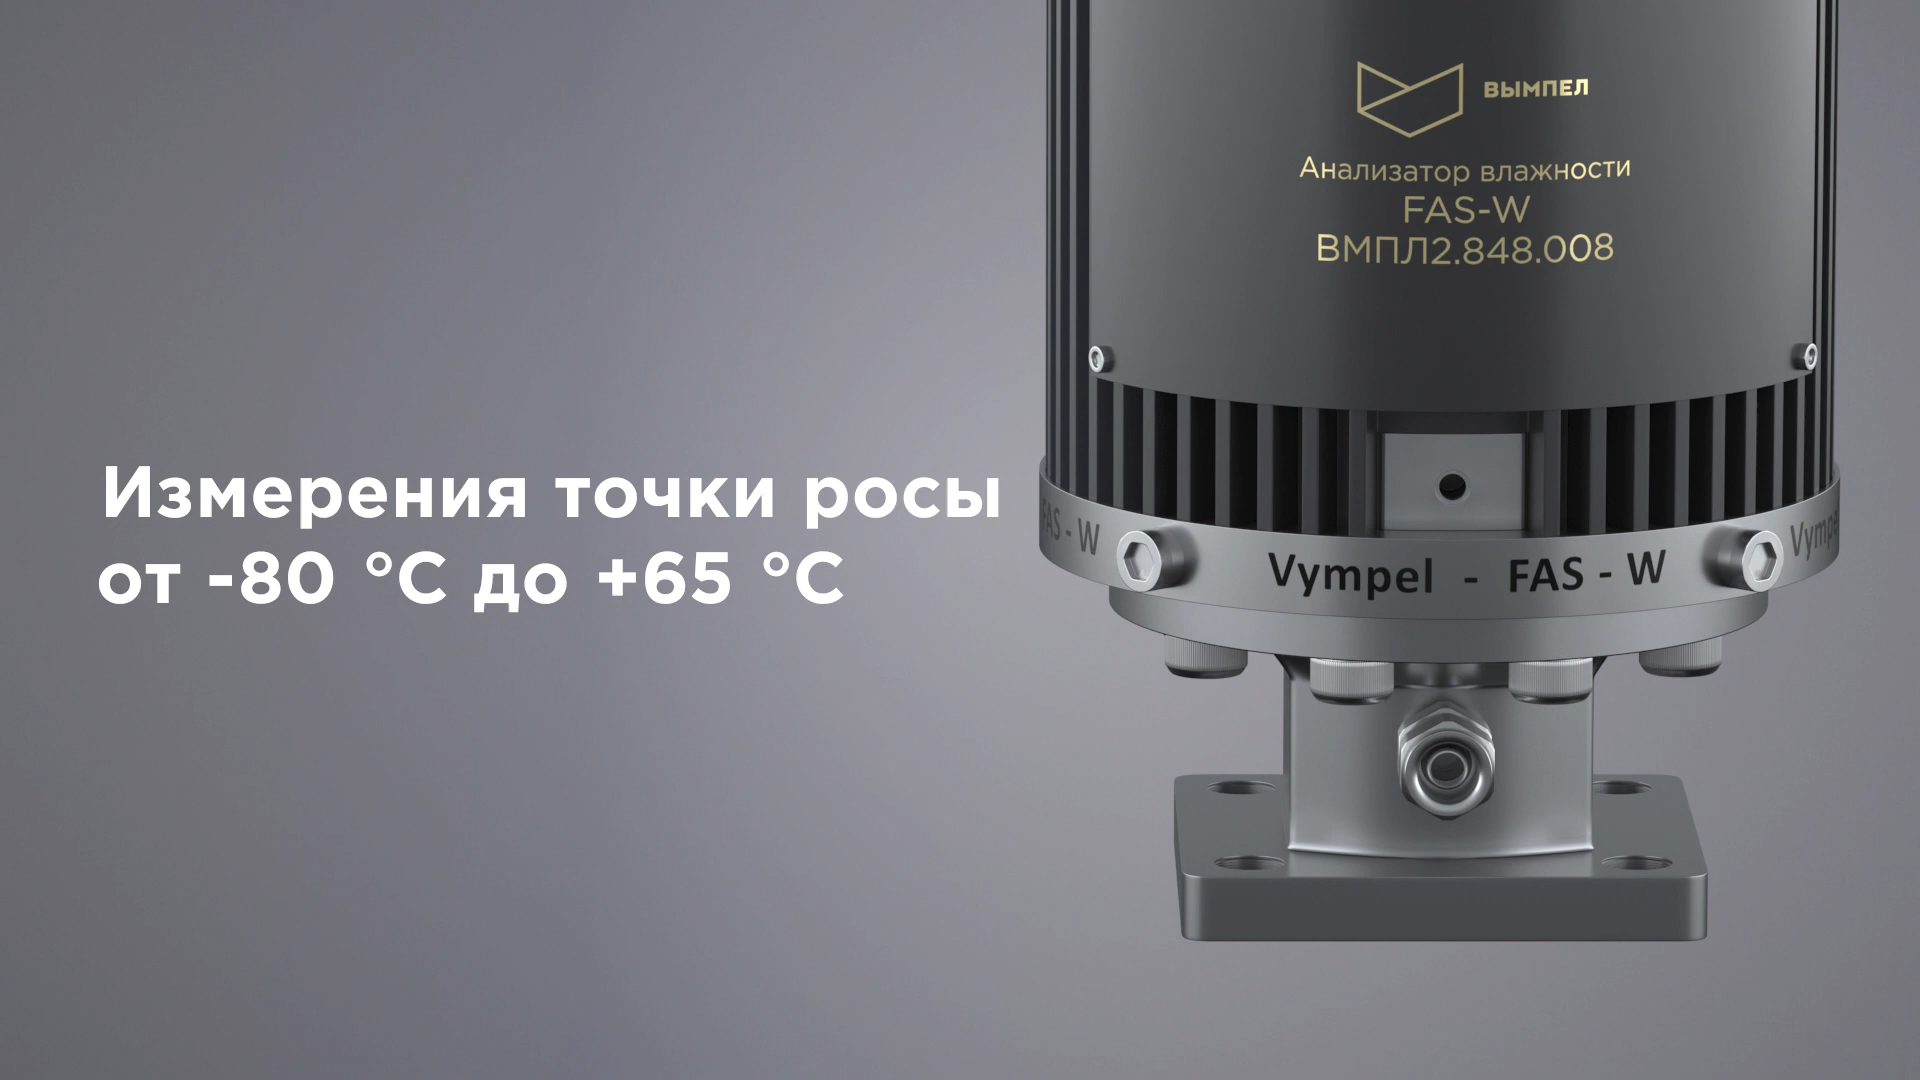 ВЫМПЕЛ
Анализатор влажности
FAS-W
ВМПЛ2.848.008
Измерения точки росы
от -80 °C до +65 °C
FAS - W
Vympel - FAS - W
Vympel